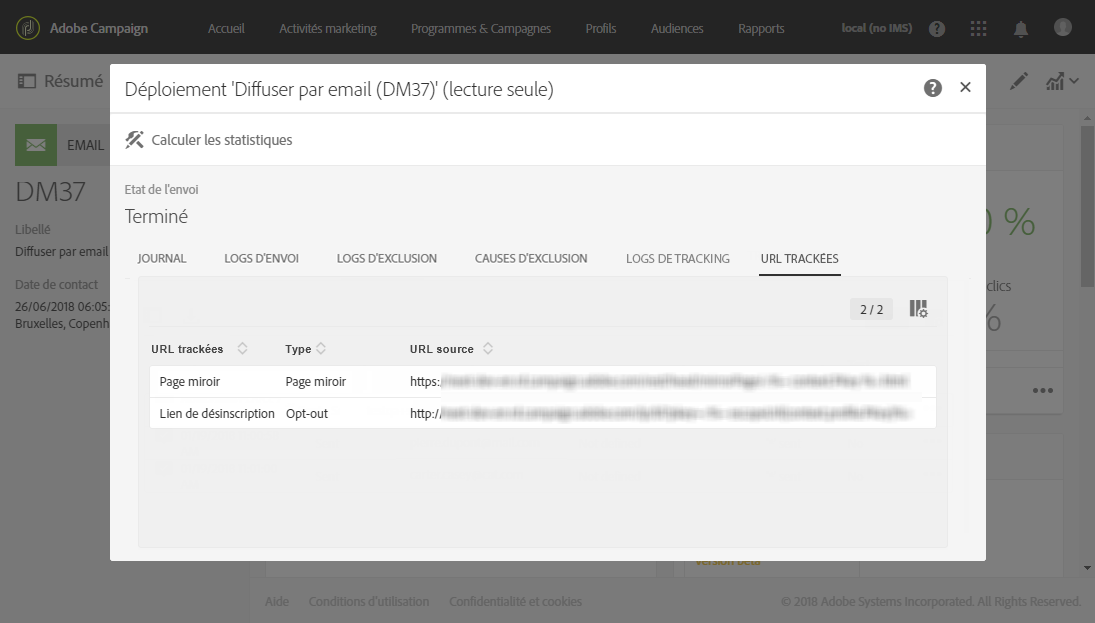 Adobe Campaign
Accueil
Activités marketing
Programmes & Campagnes
Profils
Audiences
Rapports
local (no IMS)
Résumé
Déploiement 'Diffuser par email (DM37)' (lecture seule)
Calculer les statistiques
EMAIL
DM37
Libellé
Diffuser par email
Date de contact
26/06/2018 06:05:
Bruxelles, Copenh
Etat de l'envoi
Terminé
%
clics
%
JOURNAL
LOGS D'ENVOI
LOGS D'EXCLUSION
CAUSES D'EXCLUSION
LOGS DE TRACKING
URL TRACKÉES
2 / 2
URL trackées
Type
URL source
Page miroir
Page miroir
https:
Lien de désinscription
Opt-out
http:/
version beta
Aide
Conditions d'utilisation
Confidentialité et cookies
© 2018 Adobe Systems Incorporated. All Rights Reserved.